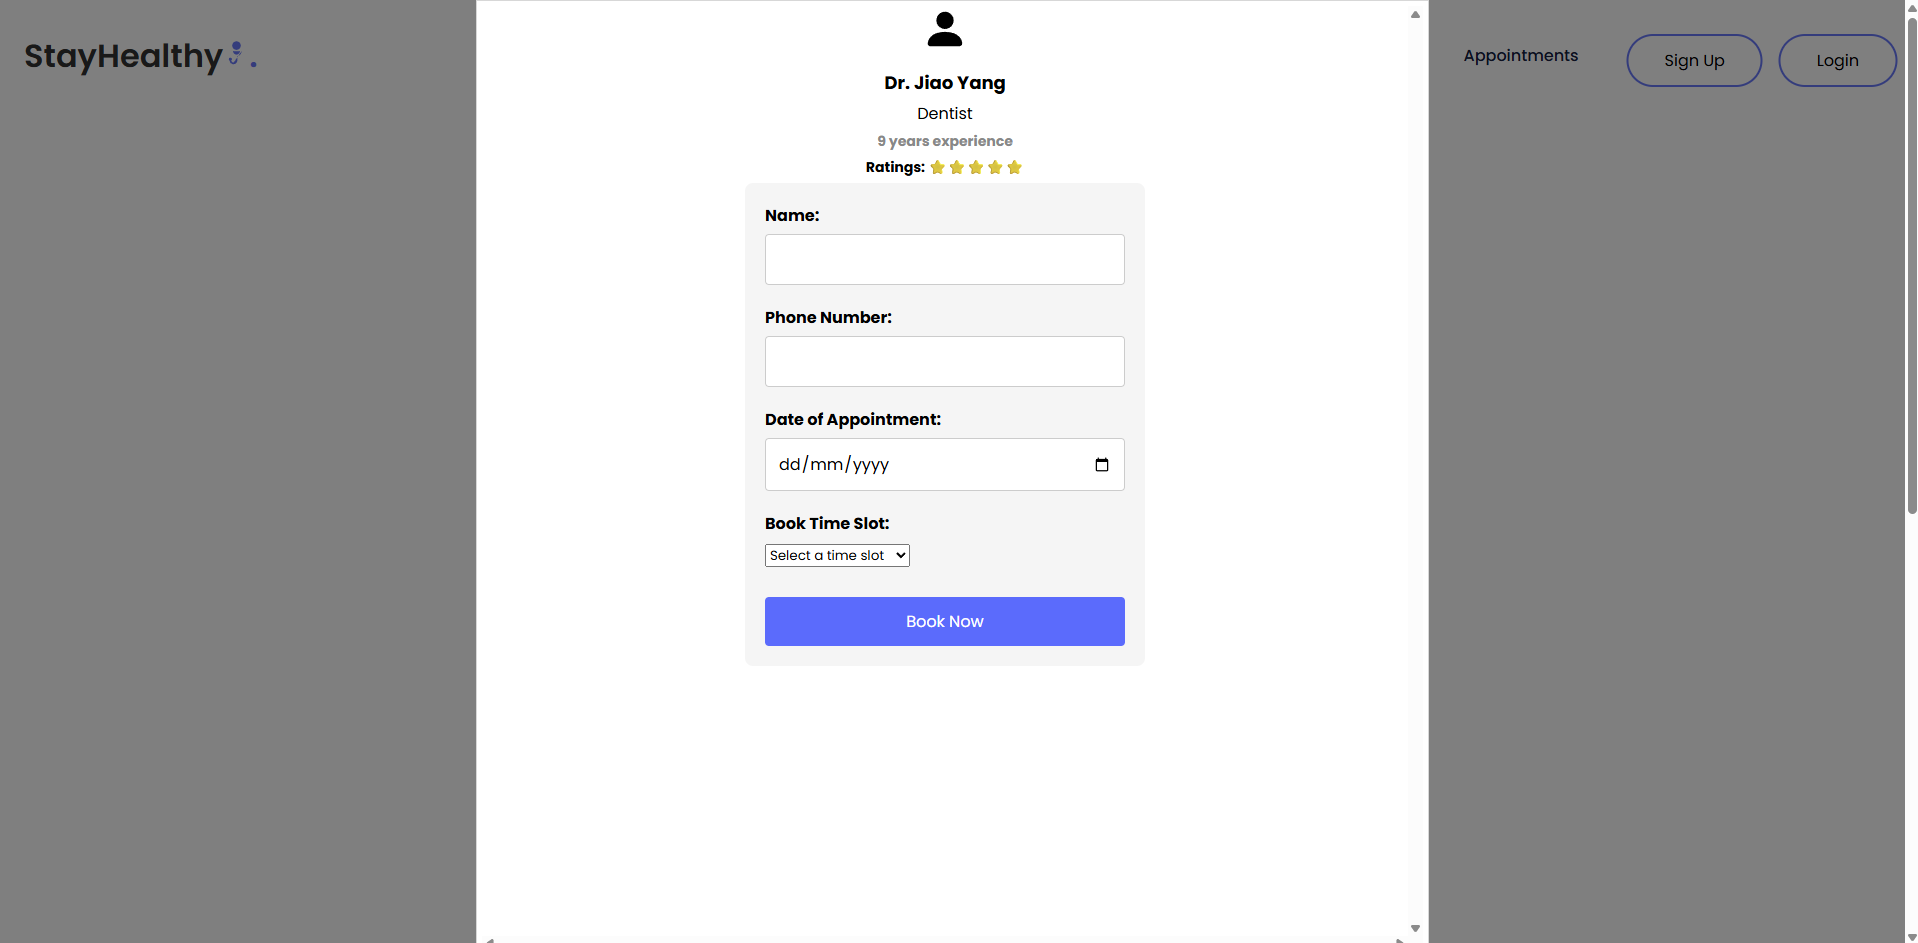 StayHealthy.
Appointments
Sign Up
Login
Dr. Jiao Yang
Dentist
9 years experience
Ratings:
Name:
Phone Number:
Date of Appointment:
dd/mm/yyyy
Book Time Slot:
Select a time slot
Book Now